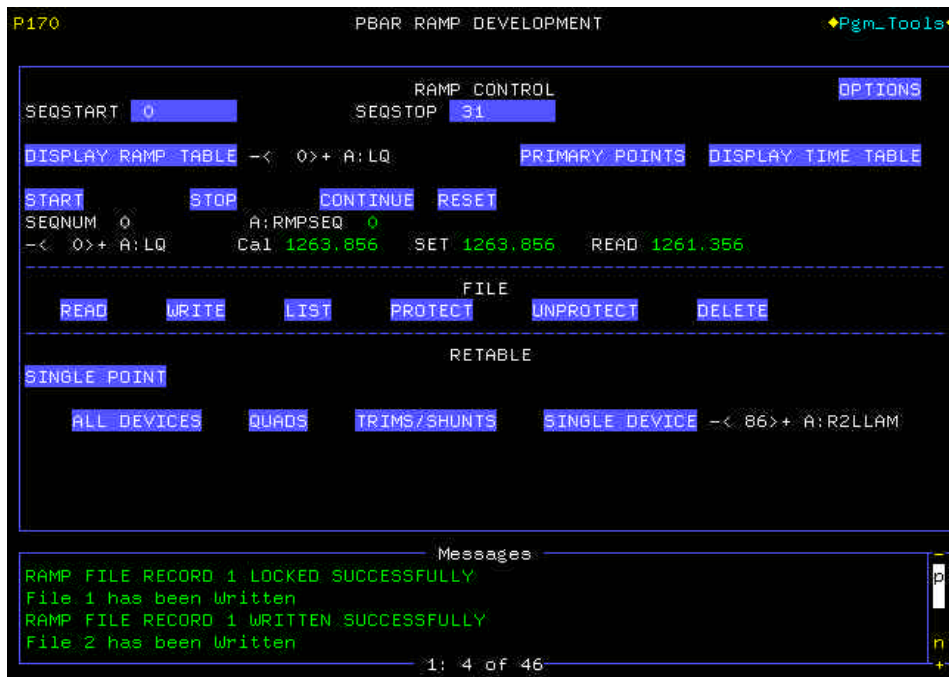 P170 PBAR RAMP DEVELOPMENT ◆Pgm_Tools◆
RAMP CONTROL OPTIONS
SEQSTART 0 SEQSTOP 31
DISPLAY RAMP TABLE -< 0>+ A:LQ PRIMARY POINTS DISPLAY TIME TABLE
START STOP CONTINUE RESET
SEQNUM 0 A:RMPSEQ 0
-< 0>+ A:LQ Cal 1263.856 SET 1263.856 READ 1261.356
FILE
READ WRITE LIST PROTECT UNPROTECT DELETE
RETABLE
SINGLE POINT
ALL DEVICES QUADS TRIMS/SHUNTS SINGLE DEVICE -< 86>+ A:R2LLAM
Messages -
RAMP FILE RECORD 1 LOCKED SUCCESSFULLY p
File 1 has been Written
RAMP FILE RECORD 1 WRITTEN SUCCESSFULLY
File 2 has been Written n
1: 4 of 46 +